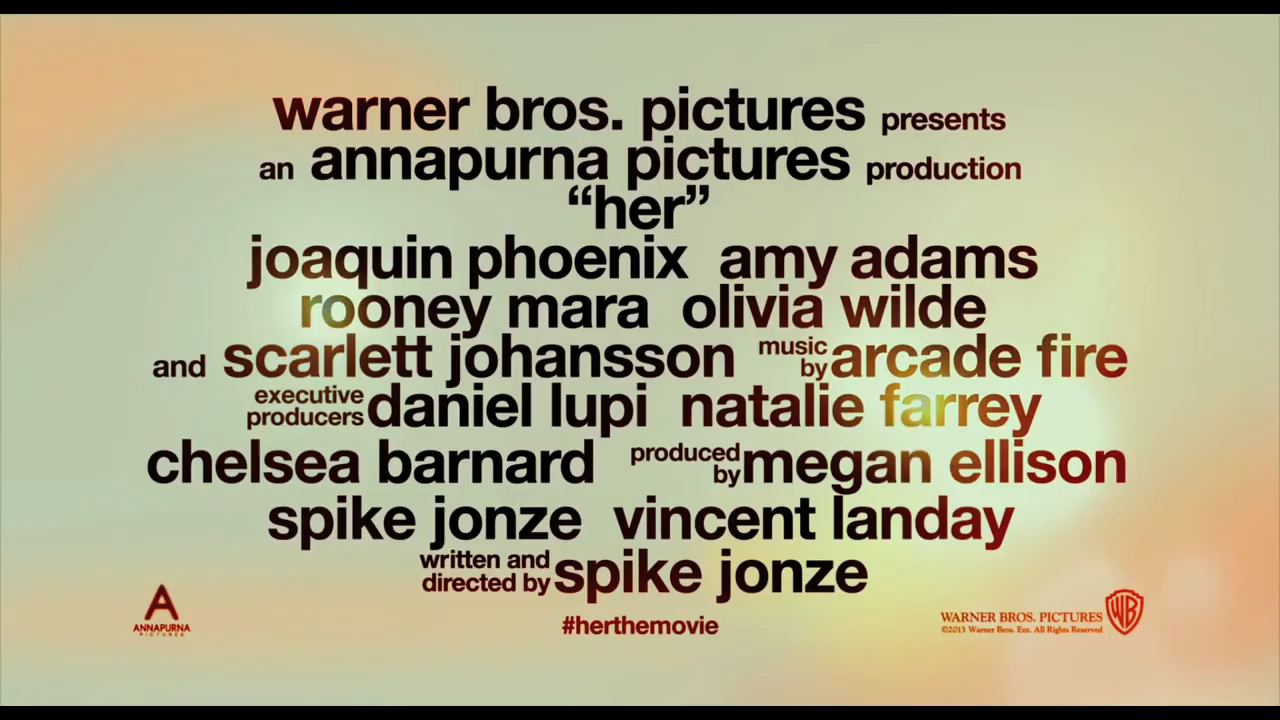 warner bros. pictures presents
an annapurna pictures production
“her”
joaquin phoenix amy adams
rooney mara olivia wilde
and scarlett johansson music by arcade fire
executive producers daniel lupi natalie farrey
chelsea barnard produced by megan ellison
spike jonze vincent landay
written and directed by spike jonze
A
ANNAPURNA
PICTURES
#herthemovie
WARNER BROS. PICTURES
©2013 Warner Bros. Ent. All Rights Reserved
WB